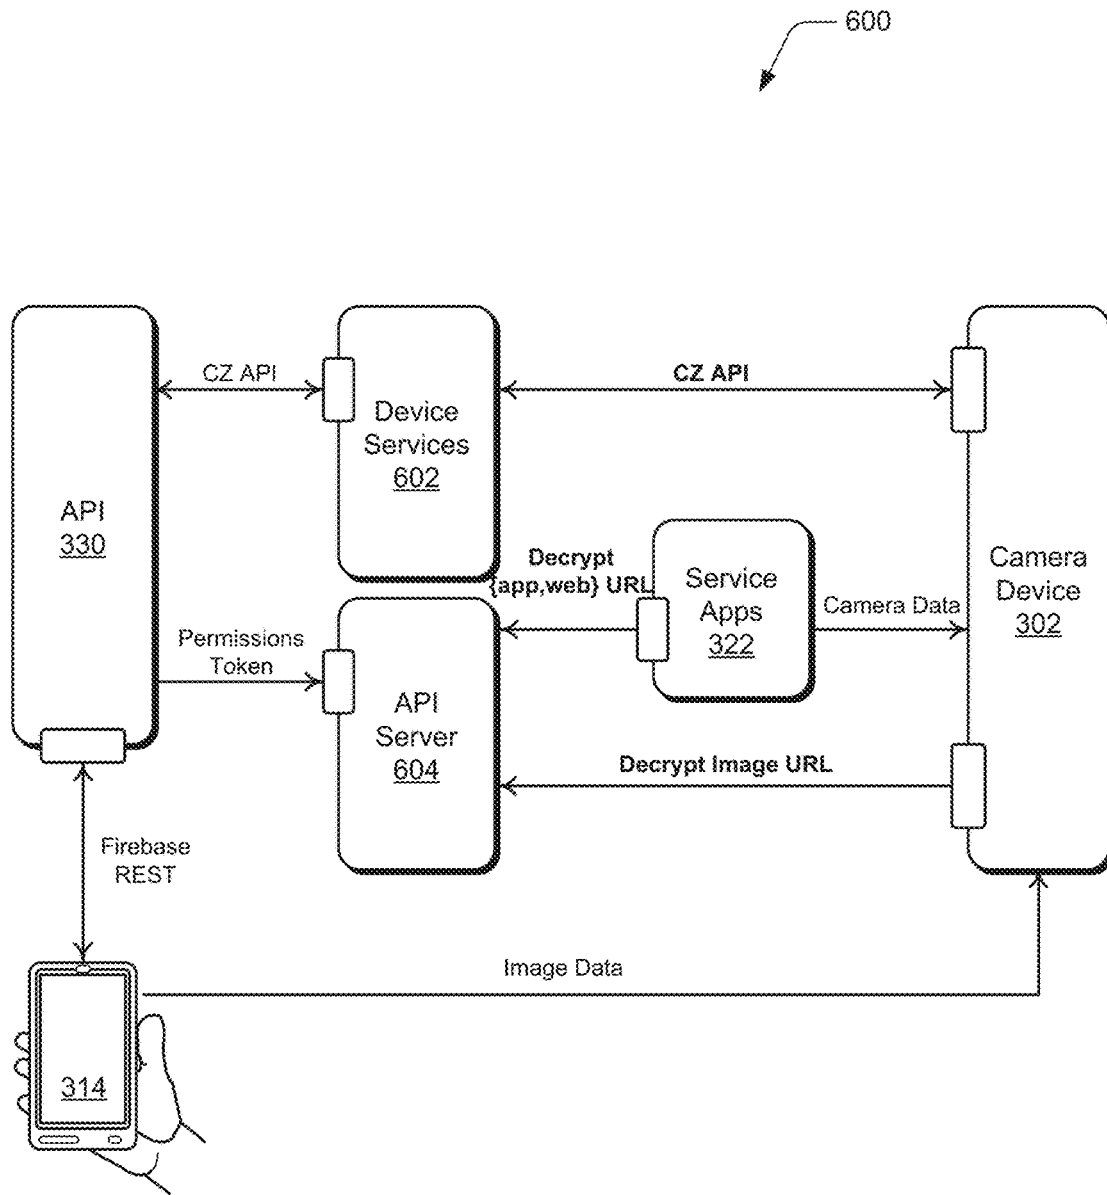 600
CZ API
CZ API
Device
Services
602
API
330
Decrypt
{app,web} URL
Service
Apps
322
Camera Data
Camera
Device
302
Permissions
Token
API
Server
604
Decrypt Image URL
Firebase
REST
Image Data
314